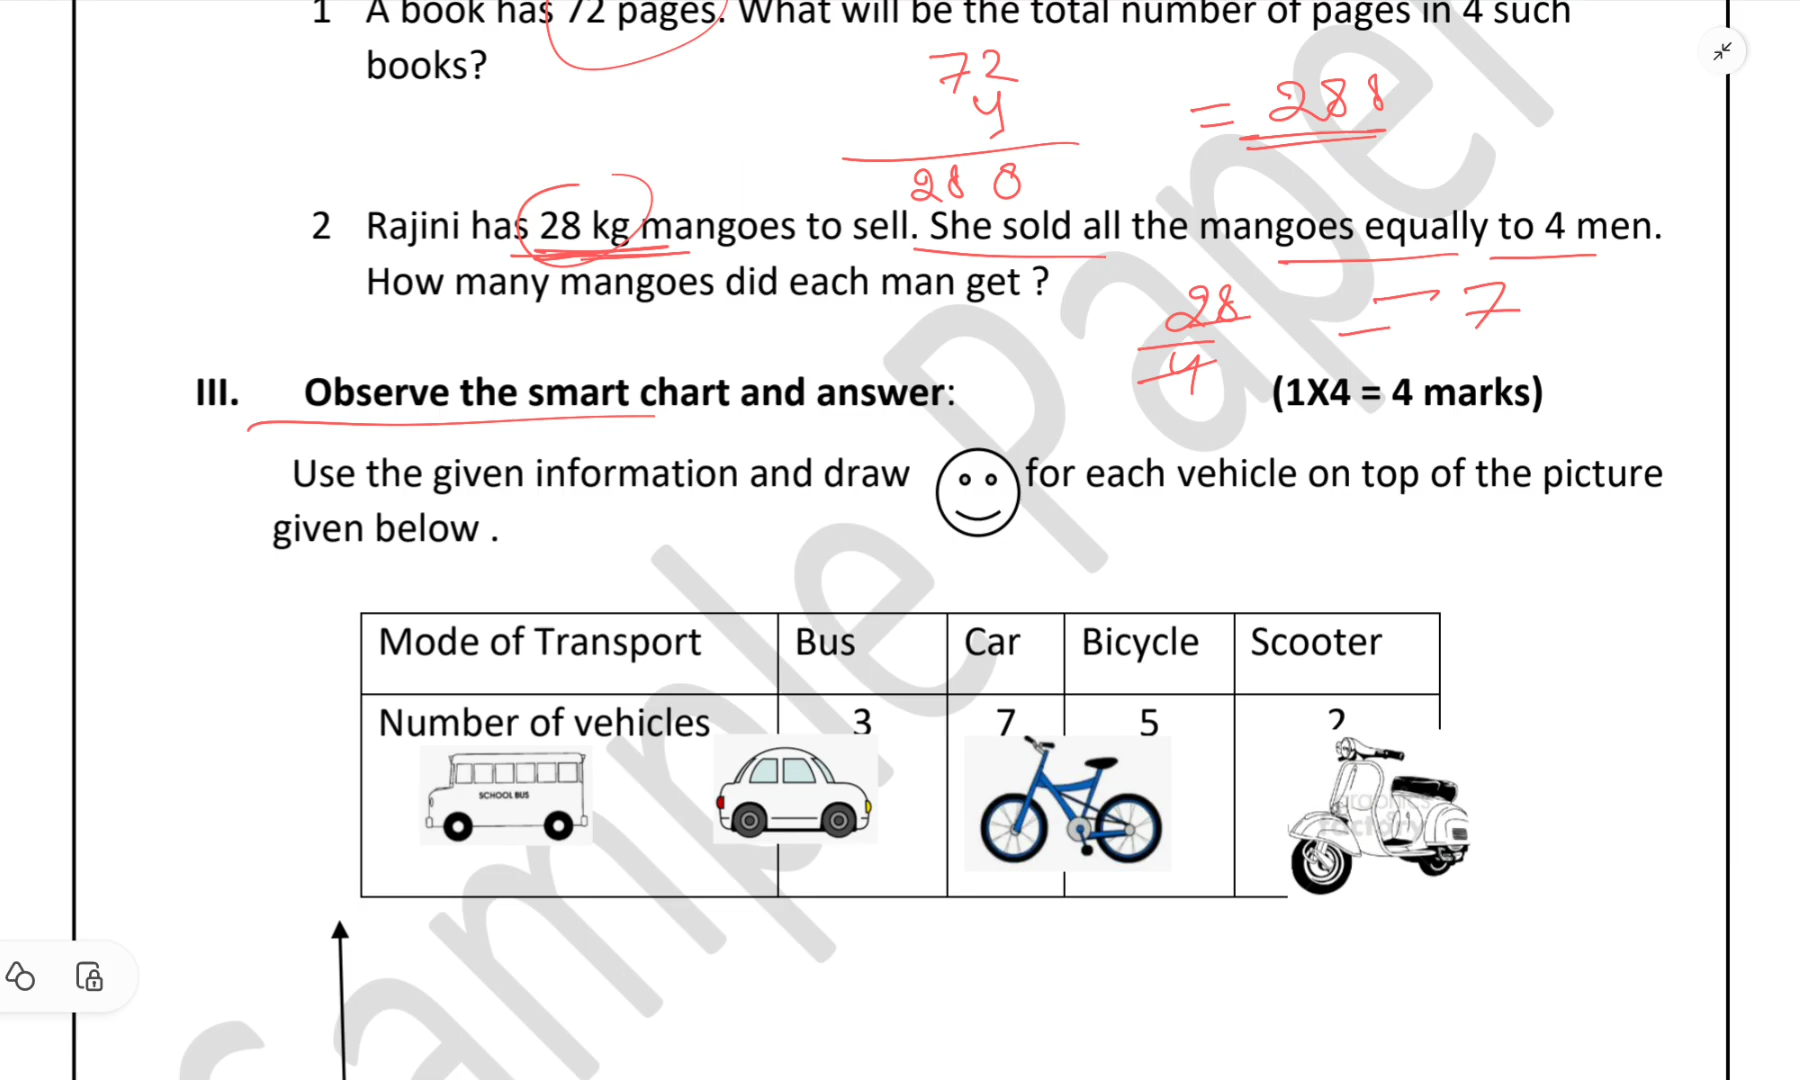 1 A book has 72 pages. What will be the total number of pages in 4 such
books?
72
4
288
= 288
2 Rajini has 28 kg mangoes to sell. She sold all the mangoes equally to 4 men.
How many mangoes did each man get ?
28
4
= 7
III. Observe the smart chart and answer: (1X4 = 4 marks)
Use the given information and draw for each vehicle on top of the picture
given below .
Mode of Transport Bus Car Bicycle Scooter
Number of vehicles 3 7 5 2
SCHOOL BUS
Sample Paper